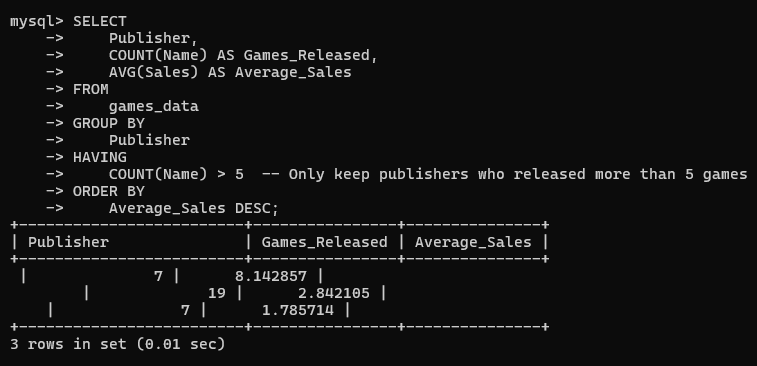 mysql> SELECT
    ->     Publisher,
    ->     COUNT(Name) AS Games_Released,
    ->     AVG(Sales) AS Average_Sales
    -> FROM
    ->     games_data
    -> GROUP BY
    ->     Publisher
    -> HAVING
    ->     COUNT(Name) > 5  -- Only keep publishers who released more than 5 games
    -> ORDER BY
    ->     Average_Sales DESC;
+-------------------------+----------------+---------------+
| Publisher               | Games_Released | Average_Sales |
+-------------------------+----------------+---------------+
 |              7 |      8.142857 |
        |             19 |      2.842105 |
    |              7 |      1.785714 |
+-------------------------+----------------+---------------+
3 rows in set (0.01 sec)